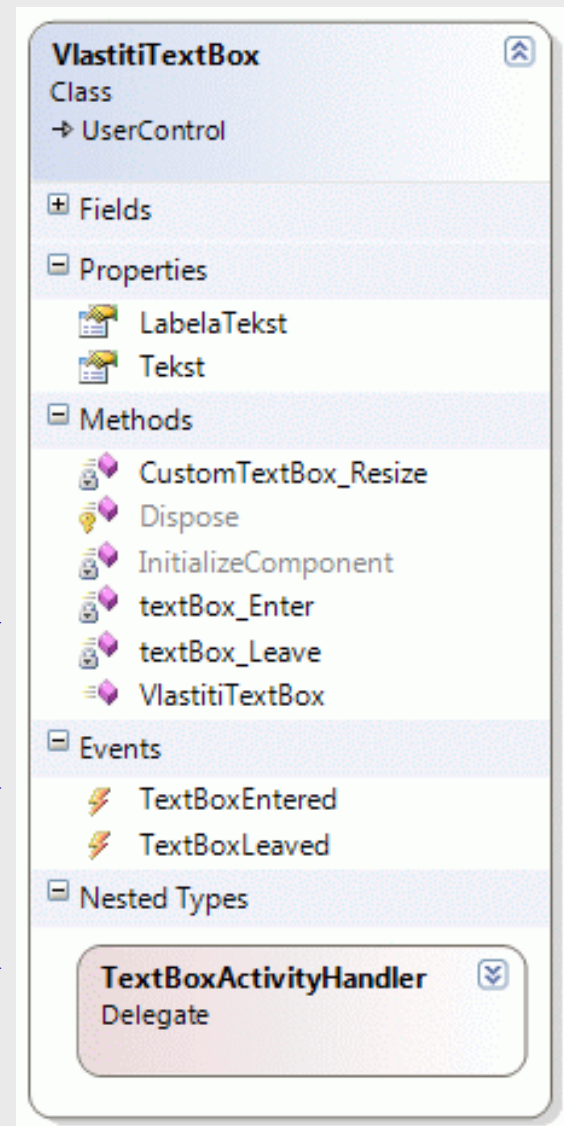 VlastitiTextBox
Class
UserControl
Fields
Properties
LabelaTekst
Tekst
Methods
CustomTextBox_Resize
Dispose
InitializeComponent
textBox_Enter
textBox_Leave
VlastitiTextBox
Events
TextBoxEntered
TextBoxLeaved
Nested Types
TextBoxActivityHandler
Delegate